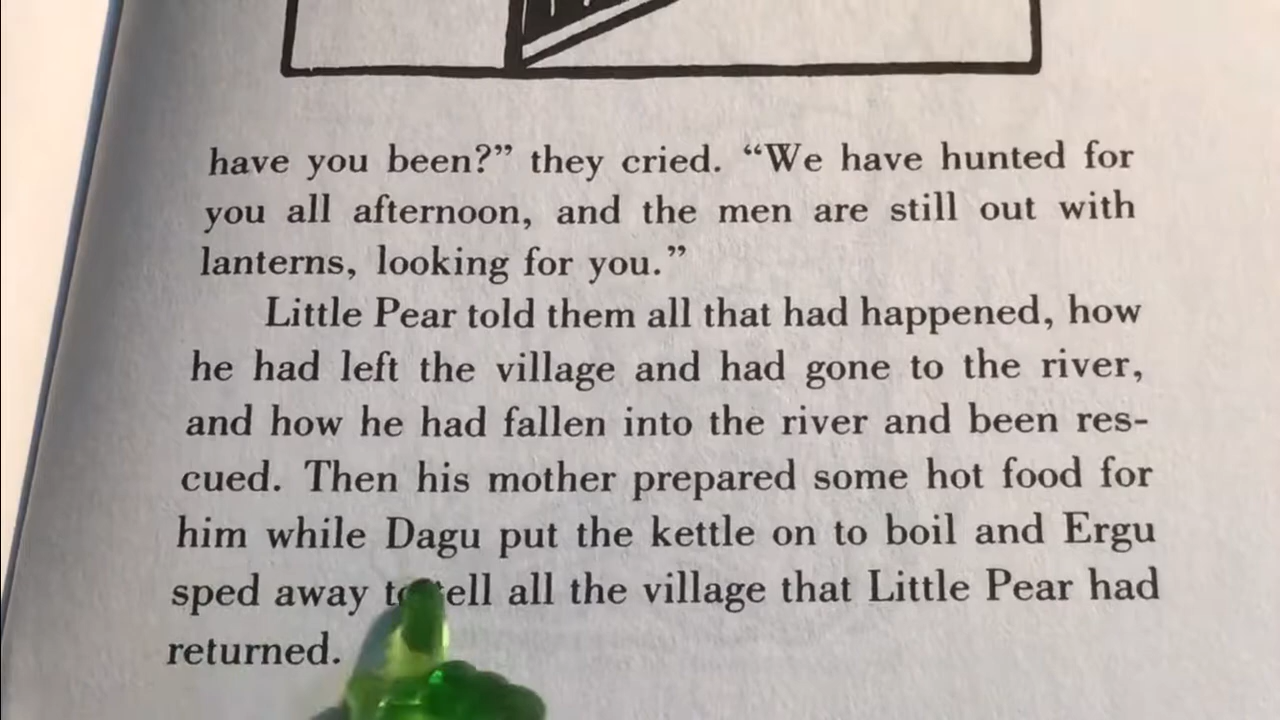 have you been?” they cried. “We have hunted for
you all afternoon, and the men are still out with
lanterns, looking for you.”
Little Pear told them all that had happened, how
he had left the village and had gone to the river,
and how he had fallen into the river and been res-
cued. Then his mother prepared some hot food for
him while Dagu put the kettle on to boil and Ergu
sped away to tell all the village that Little Pear had
returned.